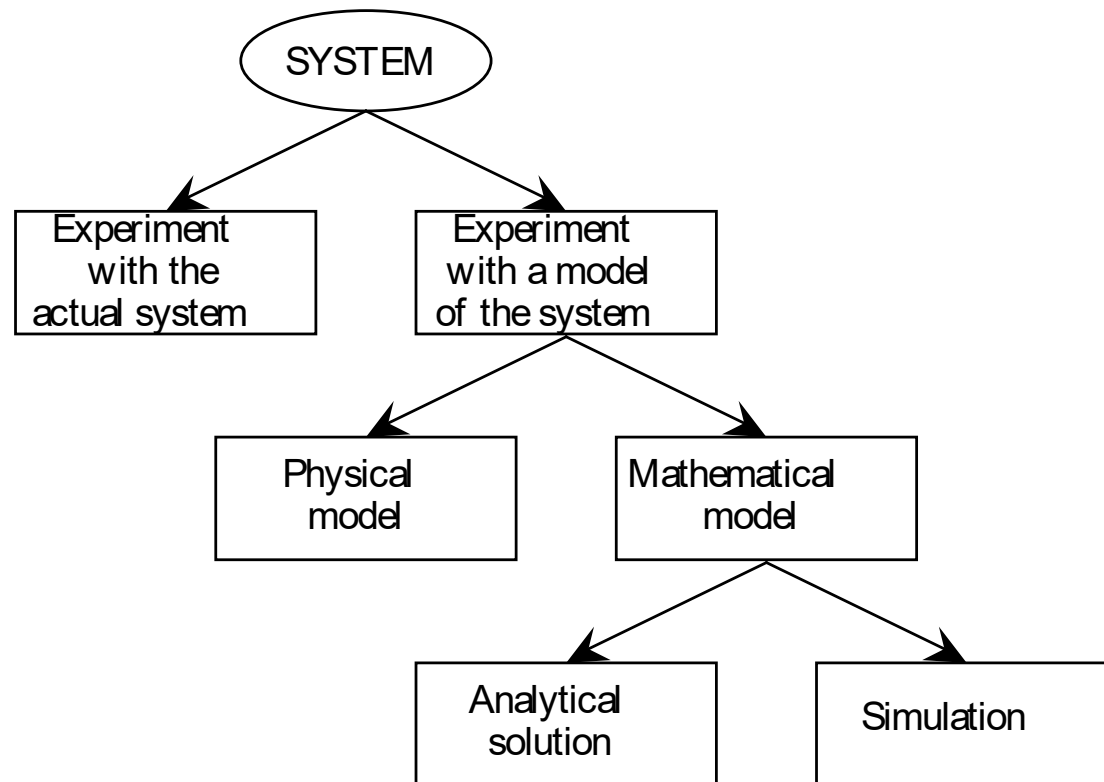 SYSTEM
Experiment
with the
actual system
Experiment
with a model
of the system
Physical
model
Mathematical
model
Analytical
solution
Simulation